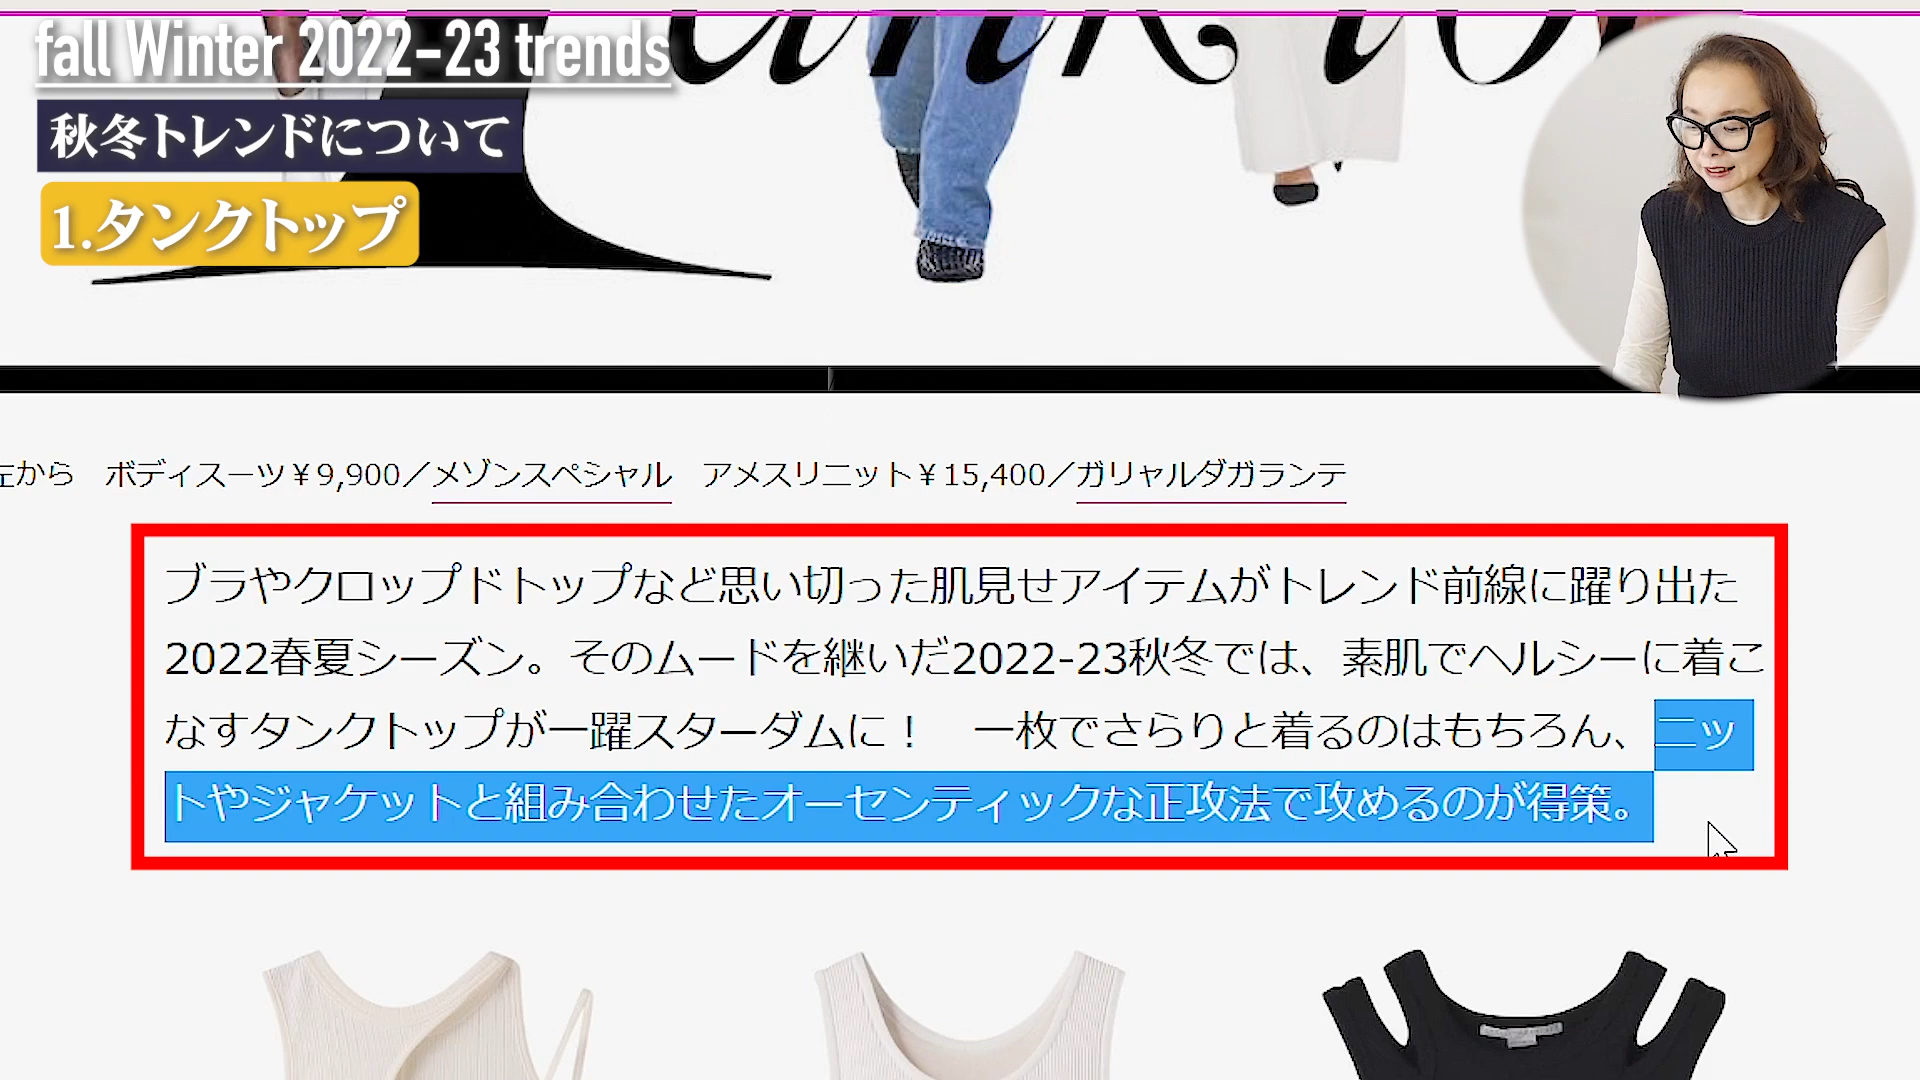 fall Winter 2022-23 trends
秋冬トレンドについて
1.タンクトップ
左から　ボディスーツ￥9,900／メゾンスペシャル　アメスリニット￥15,400／ガリャルダガランテ
ブラやクロップドトップなど思い切った肌見せアイテムがトレンド前線に躍り出た
2022春夏シーズン。そのムードを継いだ2022-23秋冬では、素肌でヘルシーに着こ
なすタンクトップが一躍スターダムに！　一枚でさらりと着るのはもちろん、ニッ
トやジャケットと組み合わせたオーセンティックな正攻法で攻めるのが得策。